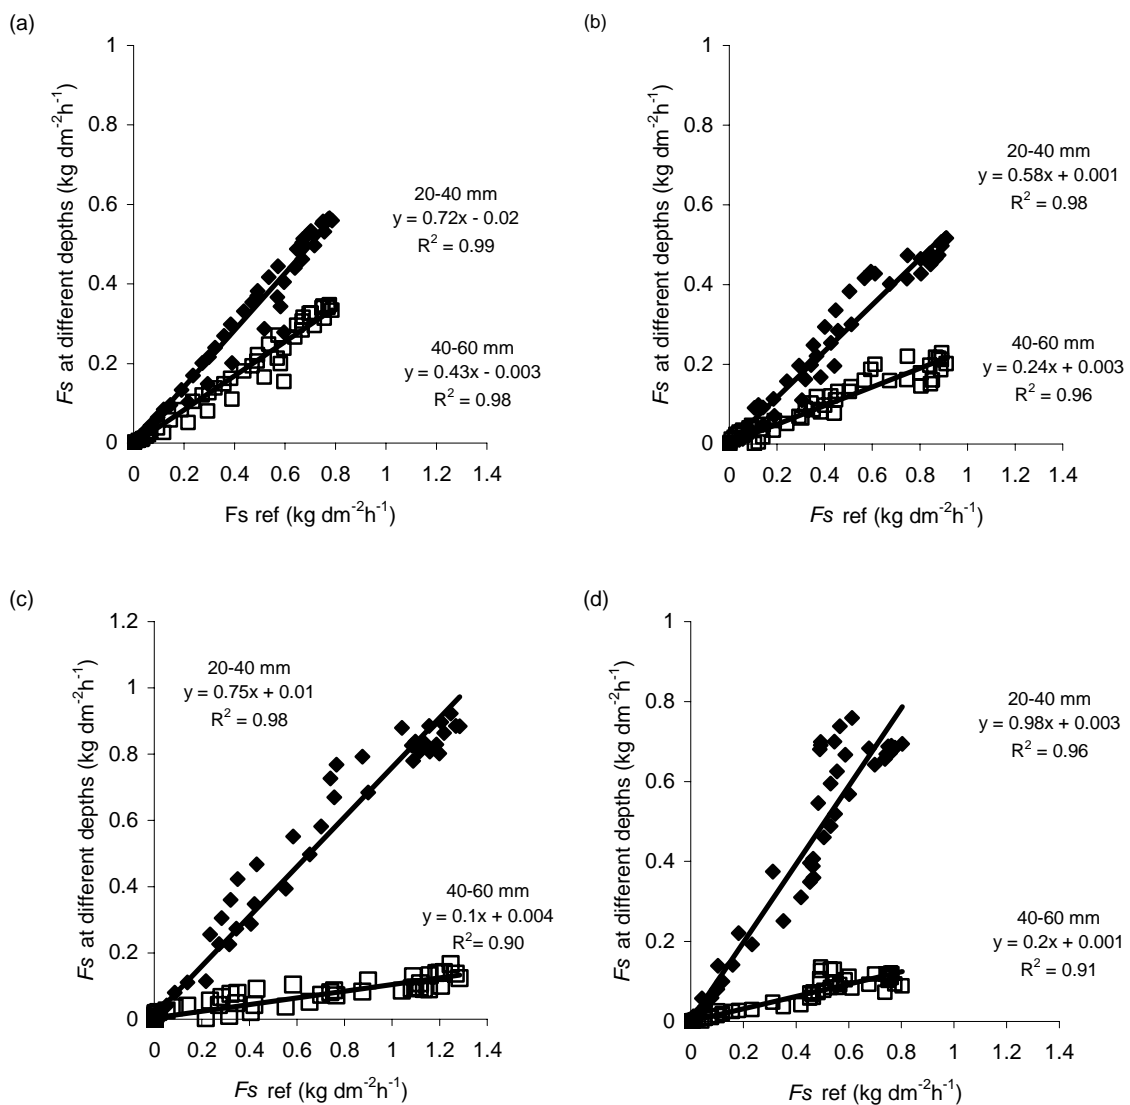 (a)
1
0.8
0.6
0.4
0.2
0
Fs at different depths (kg dm⁻²h⁻¹)
20-40 mm
y = 0.72x - 0.02
R² = 0.99
40-60 mm
y = 0.43x - 0.003
R² = 0.98
0 0.2 0.4 0.6 0.8 1 1.2 1.4
Fs ref (kg dm⁻²h⁻¹)
(b)
1
0.8
0.6
0.4
0.2
0
Fs at different depths (kg dm⁻²h⁻¹)
20-40 mm
y = 0.58x + 0.001
R² = 0.98
40-60 mm
y = 0.24x + 0.003
R² = 0.96
0 0.2 0.4 0.6 0.8 1 1.2 1.4
Fs ref (kg dm⁻²h⁻¹)
(c)
1.2
1
0.8
0.6
0.4
0.2
0
Fs at different depths (kg dm⁻²h⁻¹)
20-40 mm
y = 0.75x + 0.01
R² = 0.98
40-60 mm
y = 0.1x + 0.004
R²= 0.90
0 0.2 0.4 0.6 0.8 1 1.2 1.4
Fs ref (kg dm⁻²h⁻¹)
(d)
1
0.8
0.6
0.4
0.2
0
Fs at different depths (kg dm⁻²h⁻¹)
20-40 mm
y = 0.98x + 0.003
R² = 0.96
40-60 mm
y = 0.2x + 0.001
R² = 0.91
0 0.2 0.4 0.6 0.8 1 1.2 1.4
Fs ref (kg dm⁻²h⁻¹)